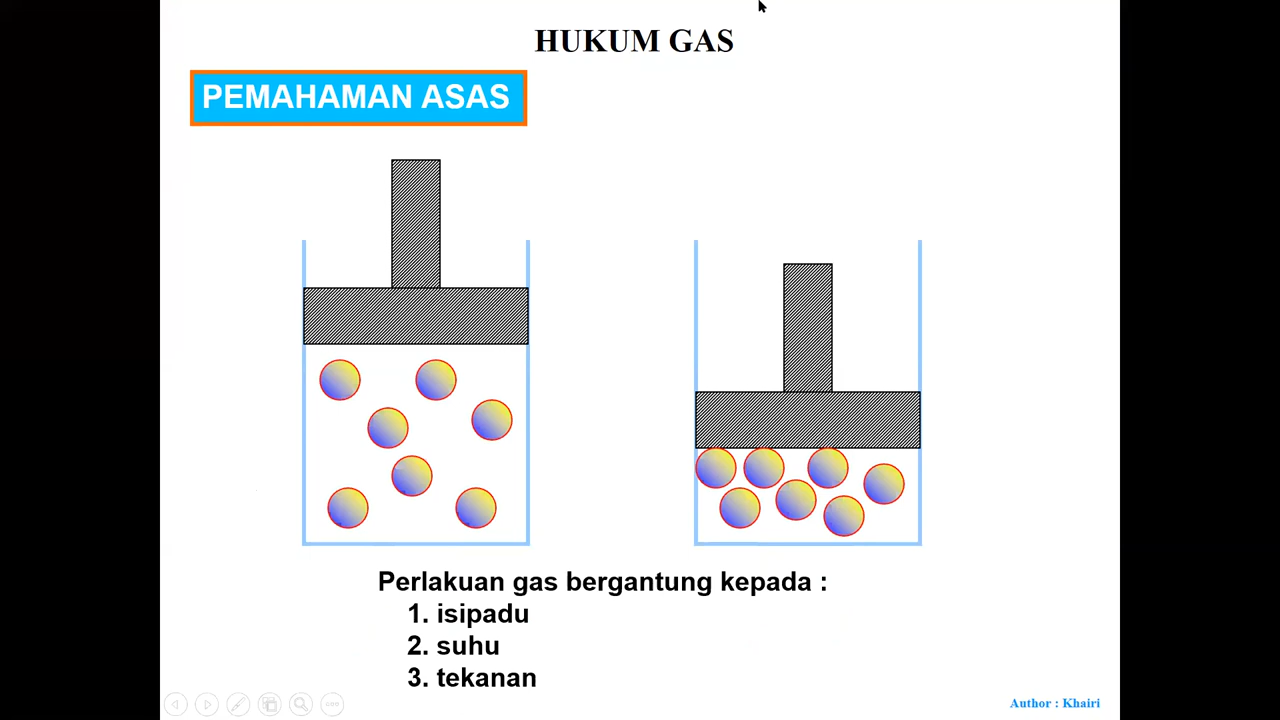 HUKUM GAS
PEMAHAMAN ASAS
Perlakuan gas bergantung kepada :
1. isipadu
2. suhu
3. tekanan
Author : Khairi